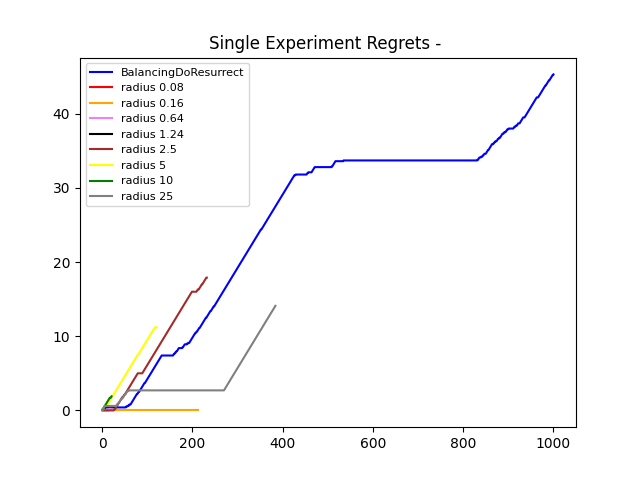 Single Experiment Regrets -
BalancingDoResurrect
radius 0.08
radius 0.16
radius 0.64
radius 1.24
radius 2.5
radius 5
radius 10
radius 25
40
30
20
10
0
0 200 400 600 800 1000